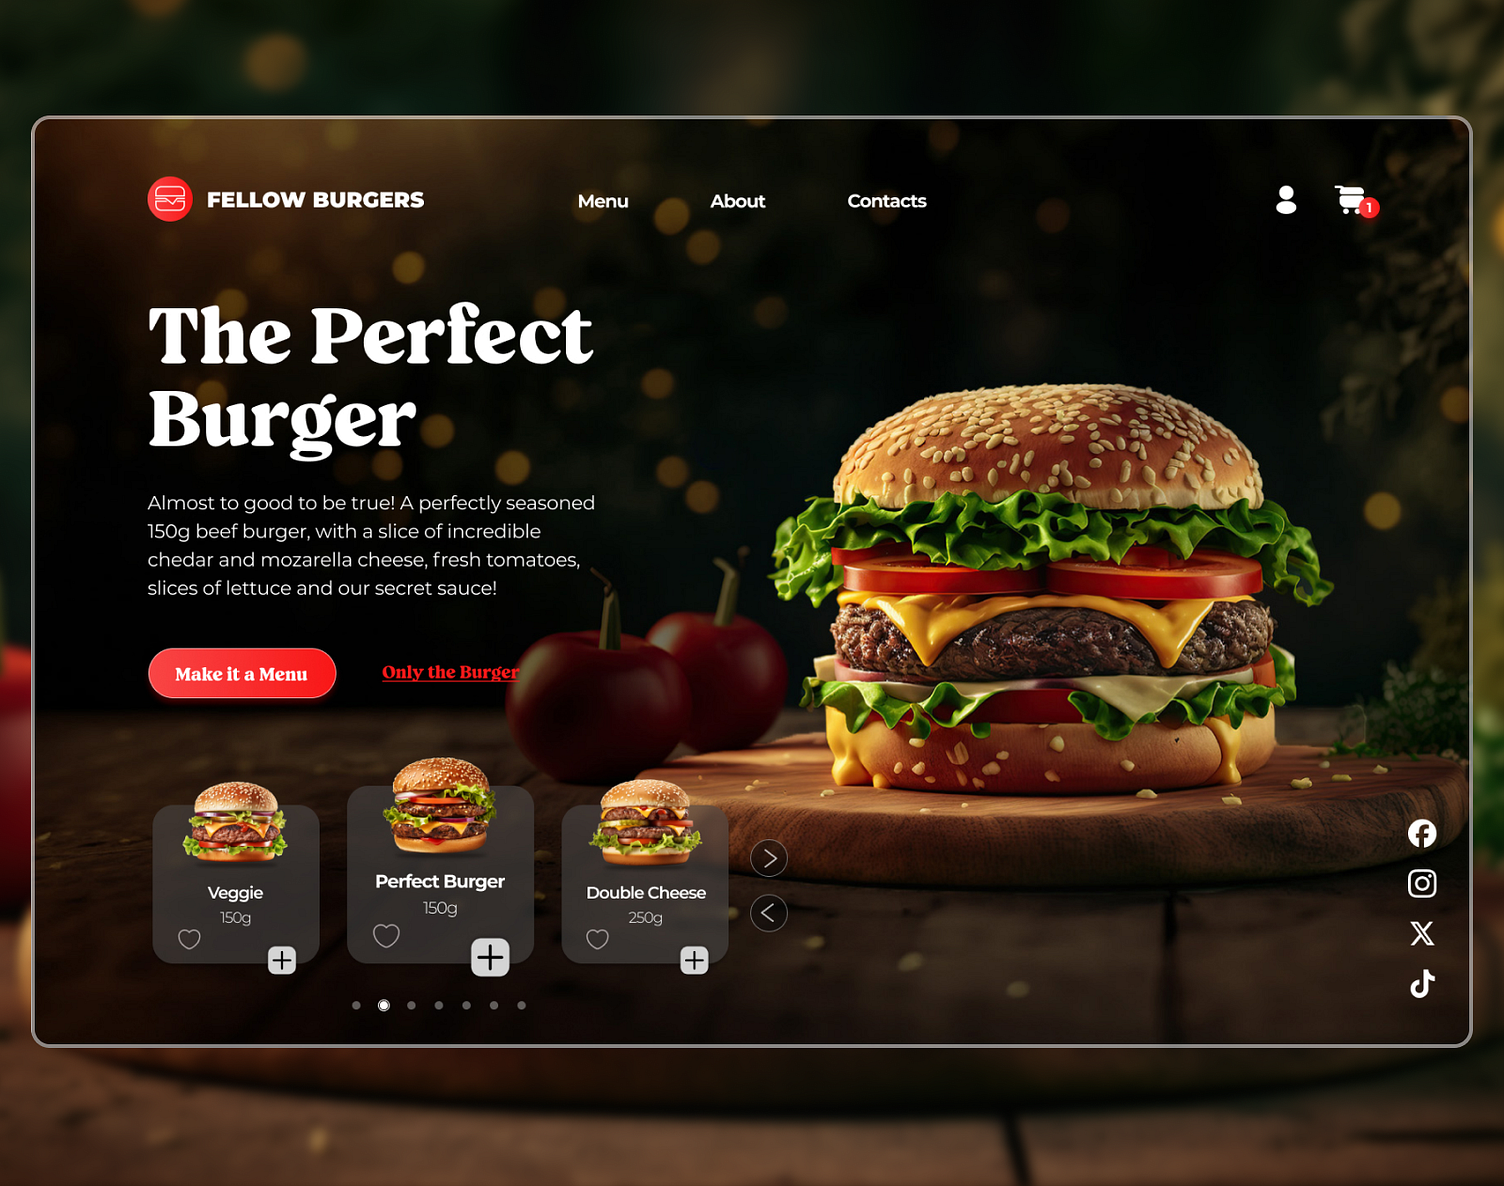 FELLOW BURGERS
Menu
About
Contacts
1
The Perfect
Burger
Almost to good to be true! A perfectly seasoned
150g beef burger, with a slice of incredible
chedar and mozarella cheese, fresh tomatoes,
slices of lettuce and our secret sauce!
Make it a Menu
Only the Burger
Veggie
150g
Perfect Burger
150g
Double Cheese
250g